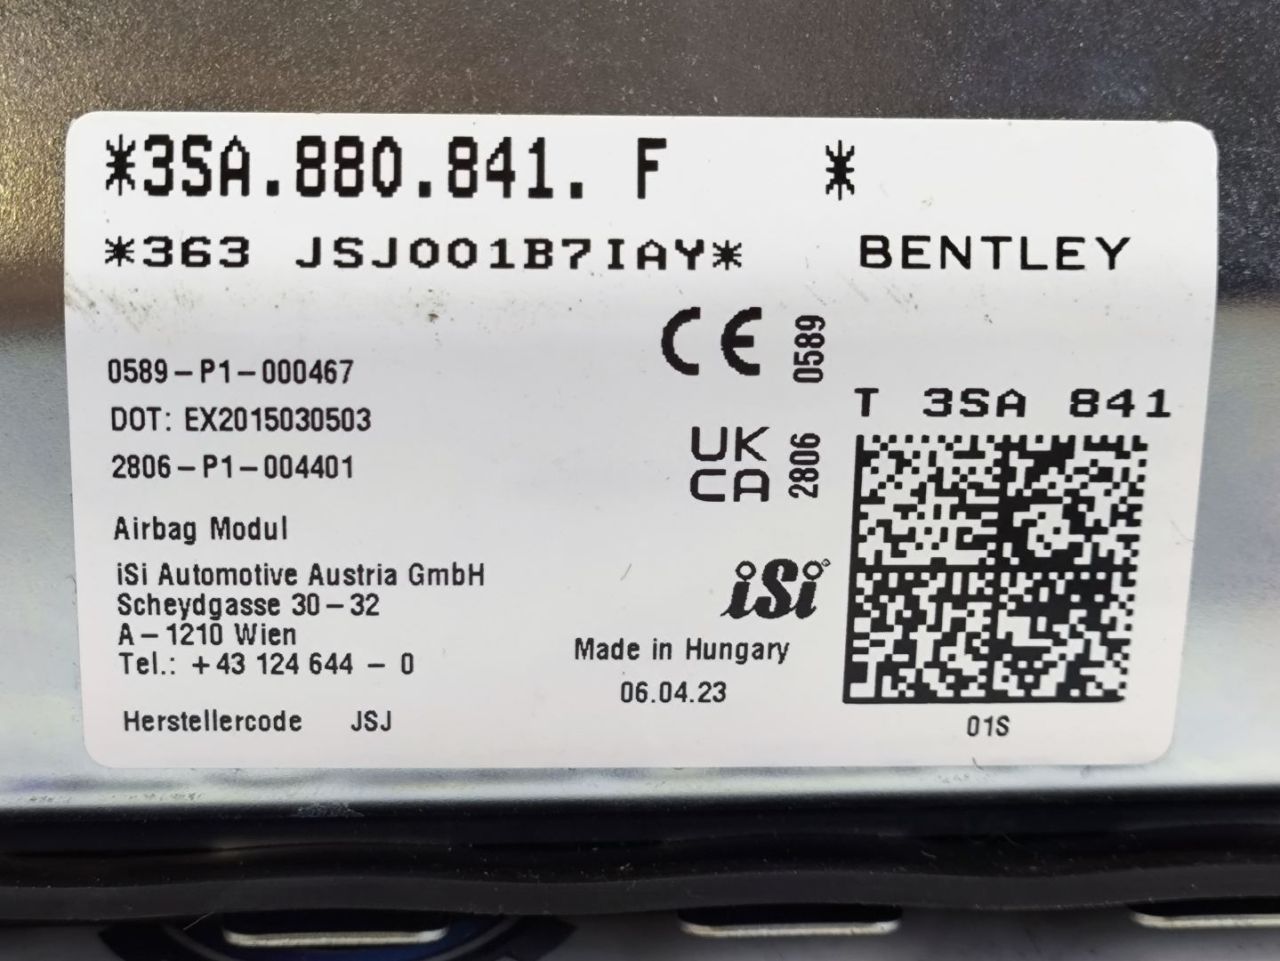 *3SA.880.841. F *
*363 JSJ001B7IAY* BENTLEY
CE 0589
0589-P1-000467
DOT: EX2015030503
2806-P1-004401
T 3SA 841
UK
CA 2806
Airbag Modul
iSi Automotive Austria GmbH
Scheydgasse 30-32
A-1210 Wien
Tel.: +43 124 644 - 0
iSi
Made in Hungary
06.04.23
Herstellercode JSJ
01S